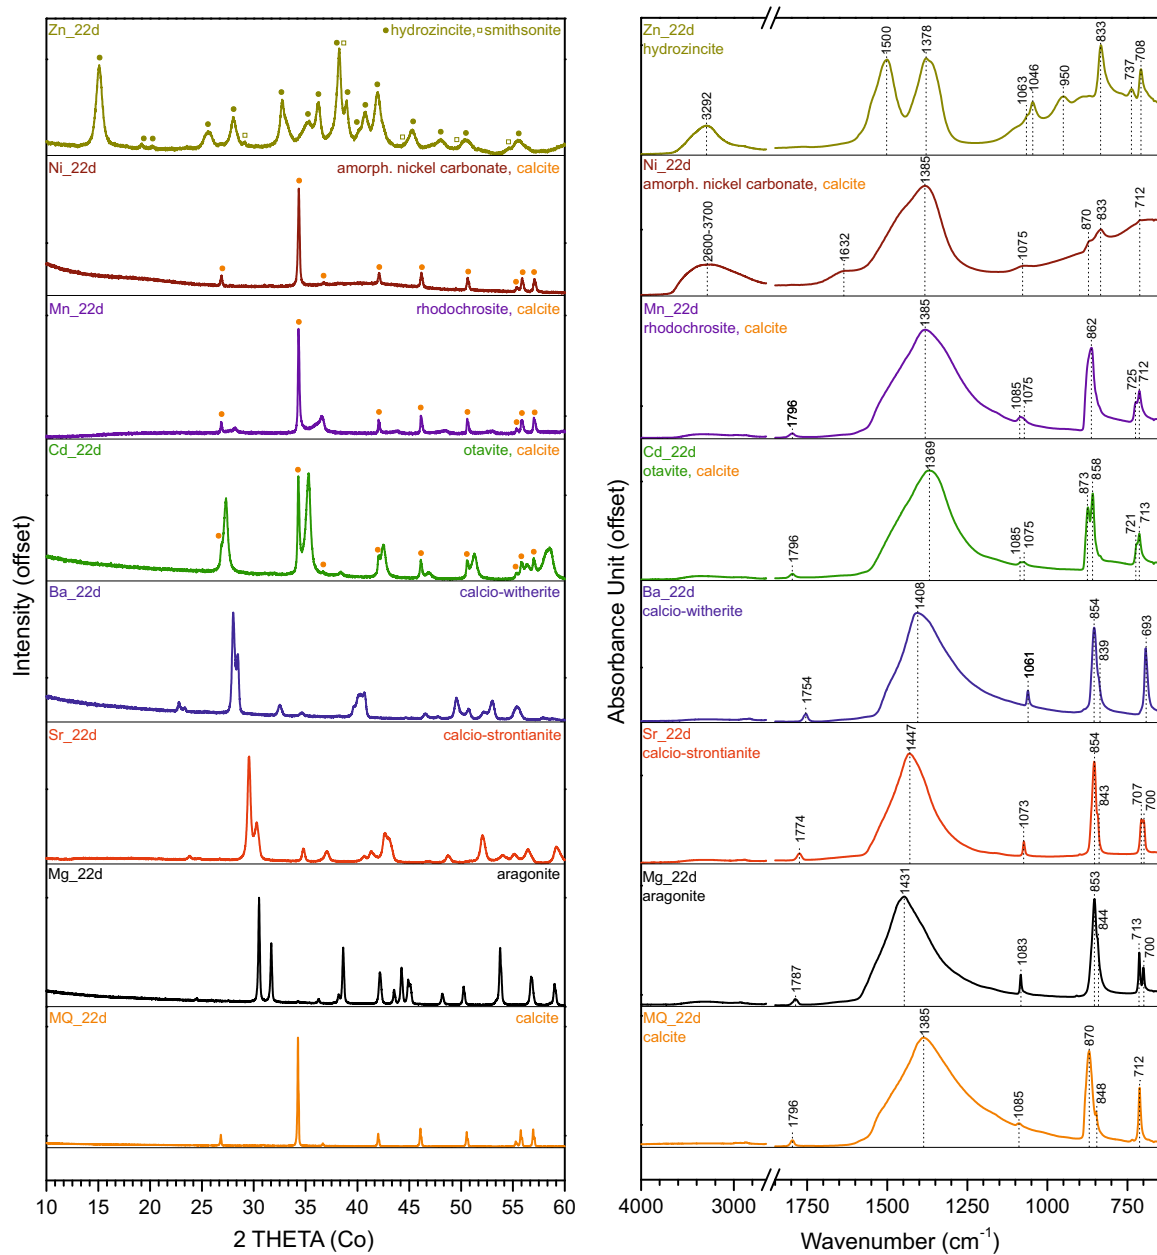 Zn_22d
hydrozincite, smithsonite
Ni_22d
amorph. nickel carbonate, calcite
Mn_22d
rhodochrosite, calcite
Cd_22d
otavite, calcite
Ba_22d
calcio-witherite
Sr_22d
calcio-strontianite
Mg_22d
aragonite
MQ_22d
calcite
Intensity (offset)
10 15 20 25 30 35 40 45 50 55 60
2 THETA (Co)
Zn_22d
hydrozincite
3292
1500
1378
1063
1046
950
833
737
708
Ni_22d
amorph. nickel carbonate, calcite
2600-3700
1632
1385
1075
870
833
712
Mn_22d
rhodochrosite, calcite
1796
1385
1085
1075
862
725
712
Cd_22d
otavite, calcite
1796
1369
1085
1075
873
858
721
713
Ba_22d
calcio-witherite
1754
1408
1061
854
839
693
Sr_22d
calcio-strontianite
1774
1447
1073
854
843
707
700
Mg_22d
aragonite
1787
1431
1083
853
844
713
700
MQ_22d
calcite
1796
1385
1085
870
848
712
Absorbance Unit (offset)
4000 3000 1750 1500 1250 1000 750
Wavenumber (cm-1)